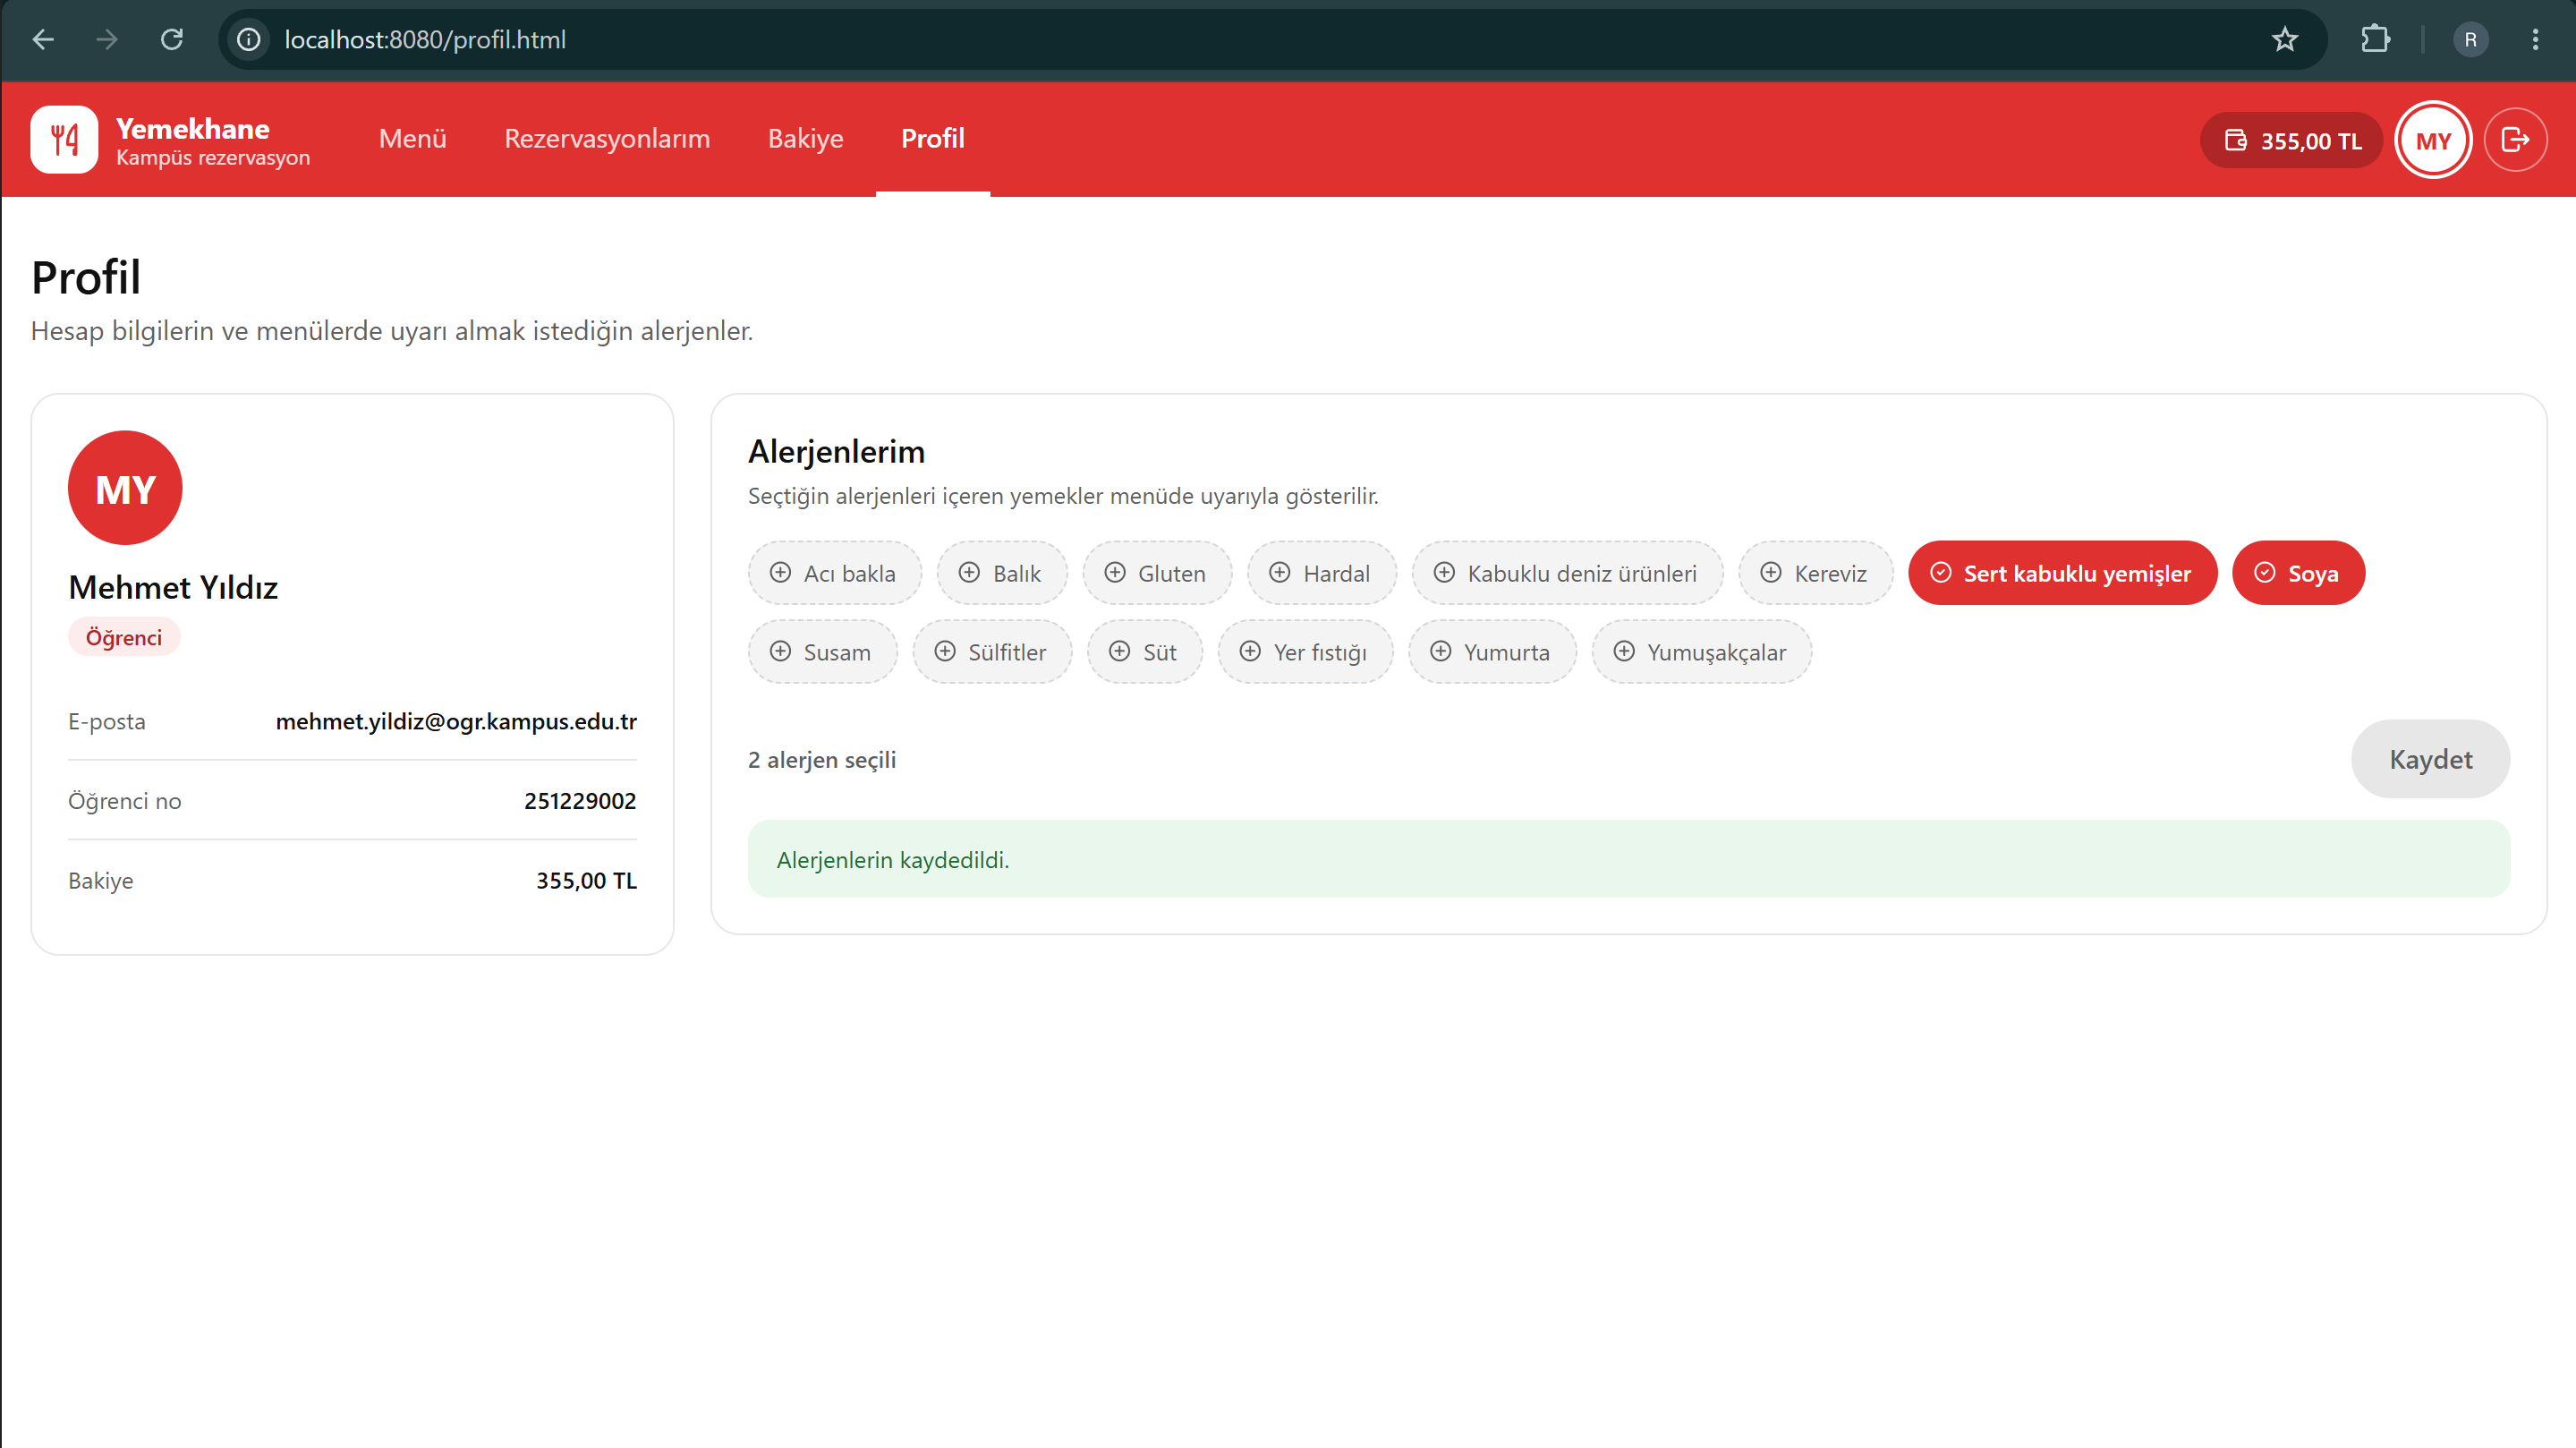 localhost:8080/profil.html
R
Yemekhane
Kampüs rezervasyon
Menü
Rezervasyonlarım
Bakiye
Profil
355,00 TL
MY
Profil
Hesap bilgilerin ve menülerde uyarı almak istediğin alerjenler.
MY
Mehmet Yıldız
Öğrenci
E-posta mehmet.yildiz@ogr.kampus.edu.tr
Öğrenci no 251229002
Bakiye 355,00 TL
Alerjenlerim
Seçtiğin alerjenleri içeren yemekler menüde uyarıyla gösterilir.
Acı bakla Balık Gluten Hardal Kabuklu deniz ürünleri Kereviz Sert kabuklu yemişler Soya
Susam Sülfitler Süt Yer fıstığı Yumurta Yumuşakçalar
2 alerjen seçili
Kaydet
Alerjenlerin kaydedildi.